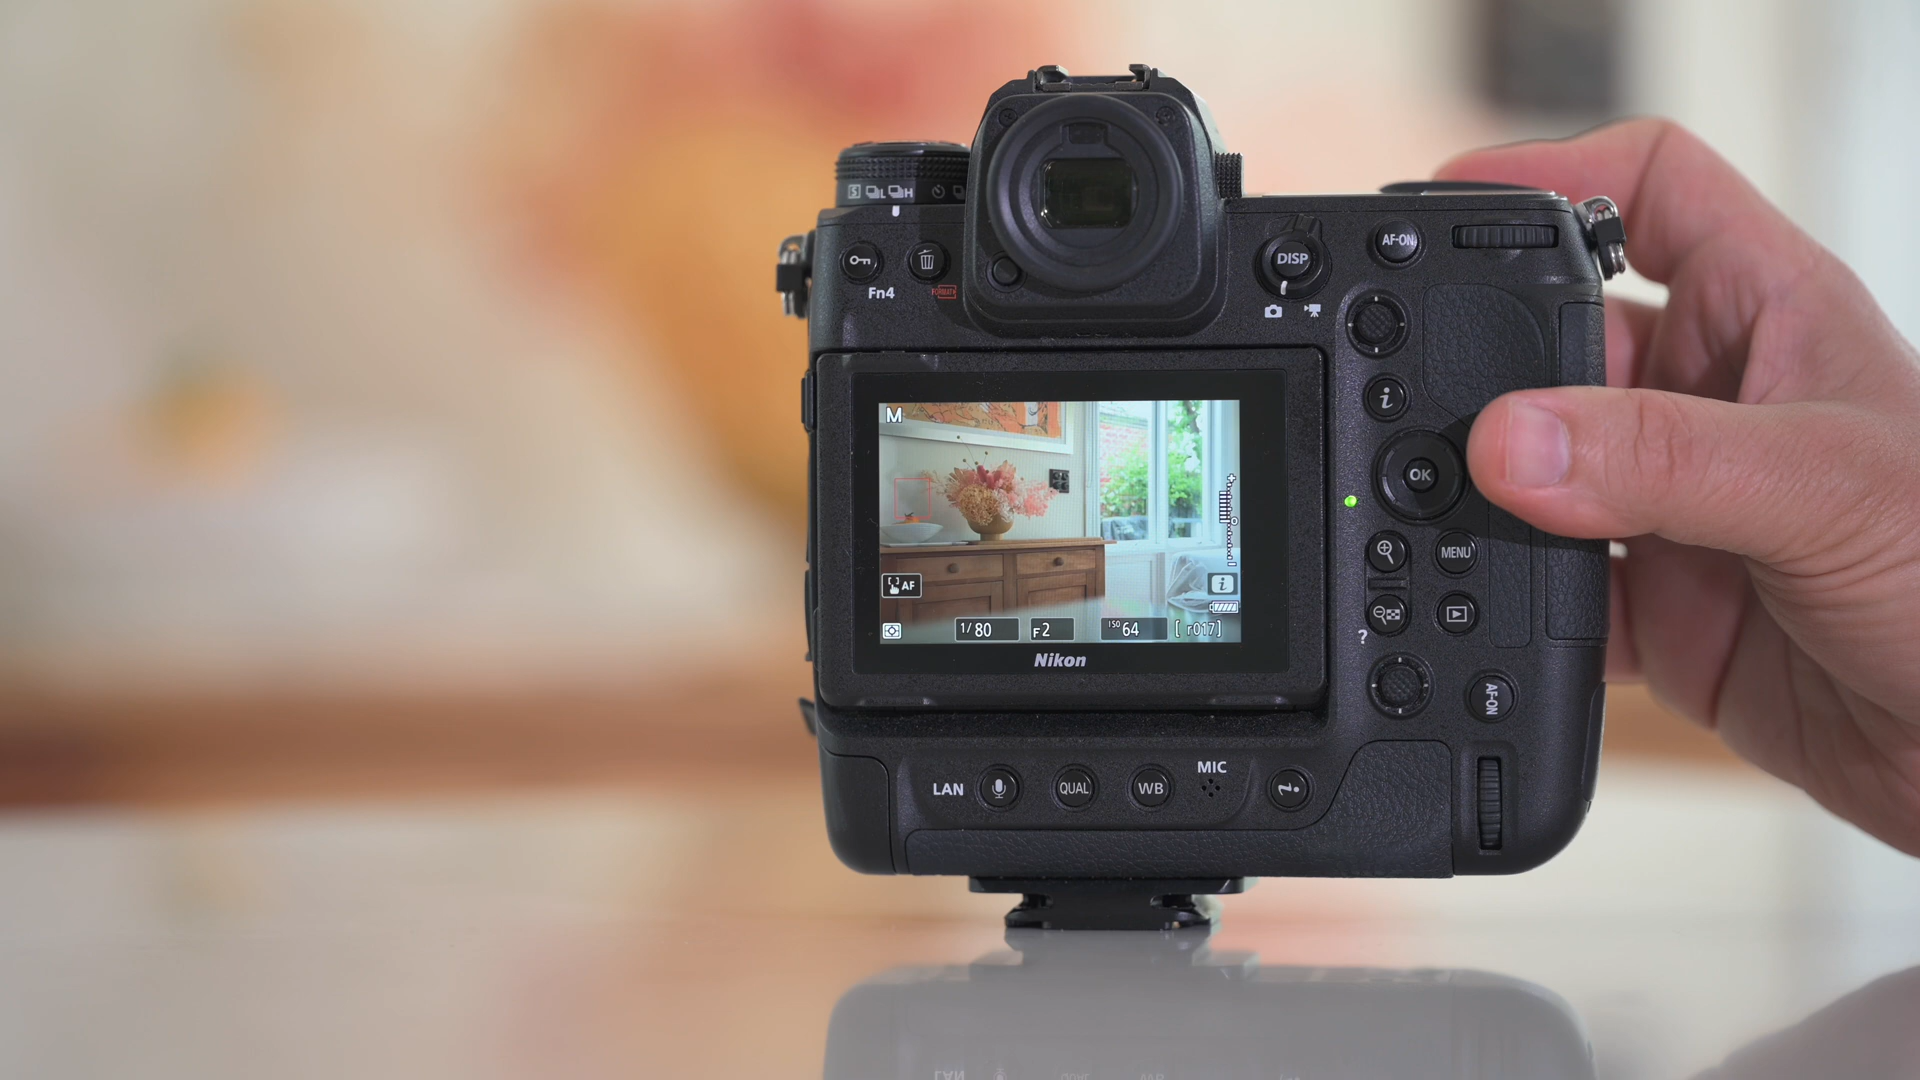 S L H
Fn4
FORMAT
DISP
AF-ON
i
OK
MENU
?
AF-ON
M
AF
i
1/80 F2 ISO 64 [ r017]
Nikon
LAN QUAL WB MIC i